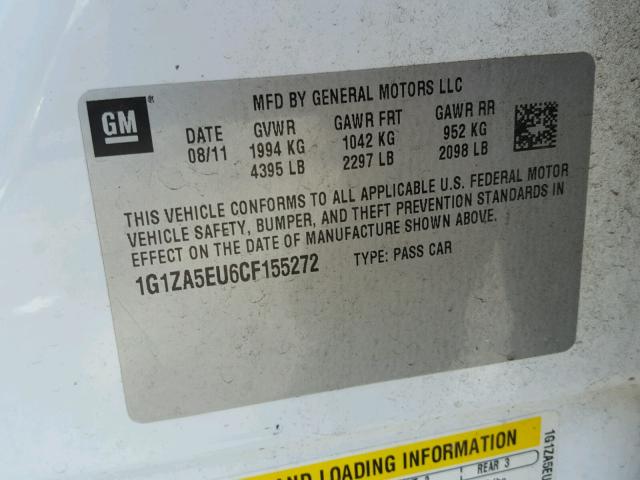 GM
MFD BY GENERAL MOTORS LLC
DATE GVWR GAWR FRT GAWR RR
08/11 1994 KG 1042 KG 952 KG
4395 LB 2297 LB 2098 LB
THIS VEHICLE CONFORMS TO ALL APPLICABLE U.S. FEDERAL MOTOR
VEHICLE SAFETY, BUMPER, AND THEFT PREVENTION STANDARDS IN
EFFECT ON THE DATE OF MANUFACTURE SHOWN ABOVE.
1G1ZA5EU6CF155272 TYPE: PASS CAR
AND LOADING INFORMATION
REAR 3
1G1ZA5EU